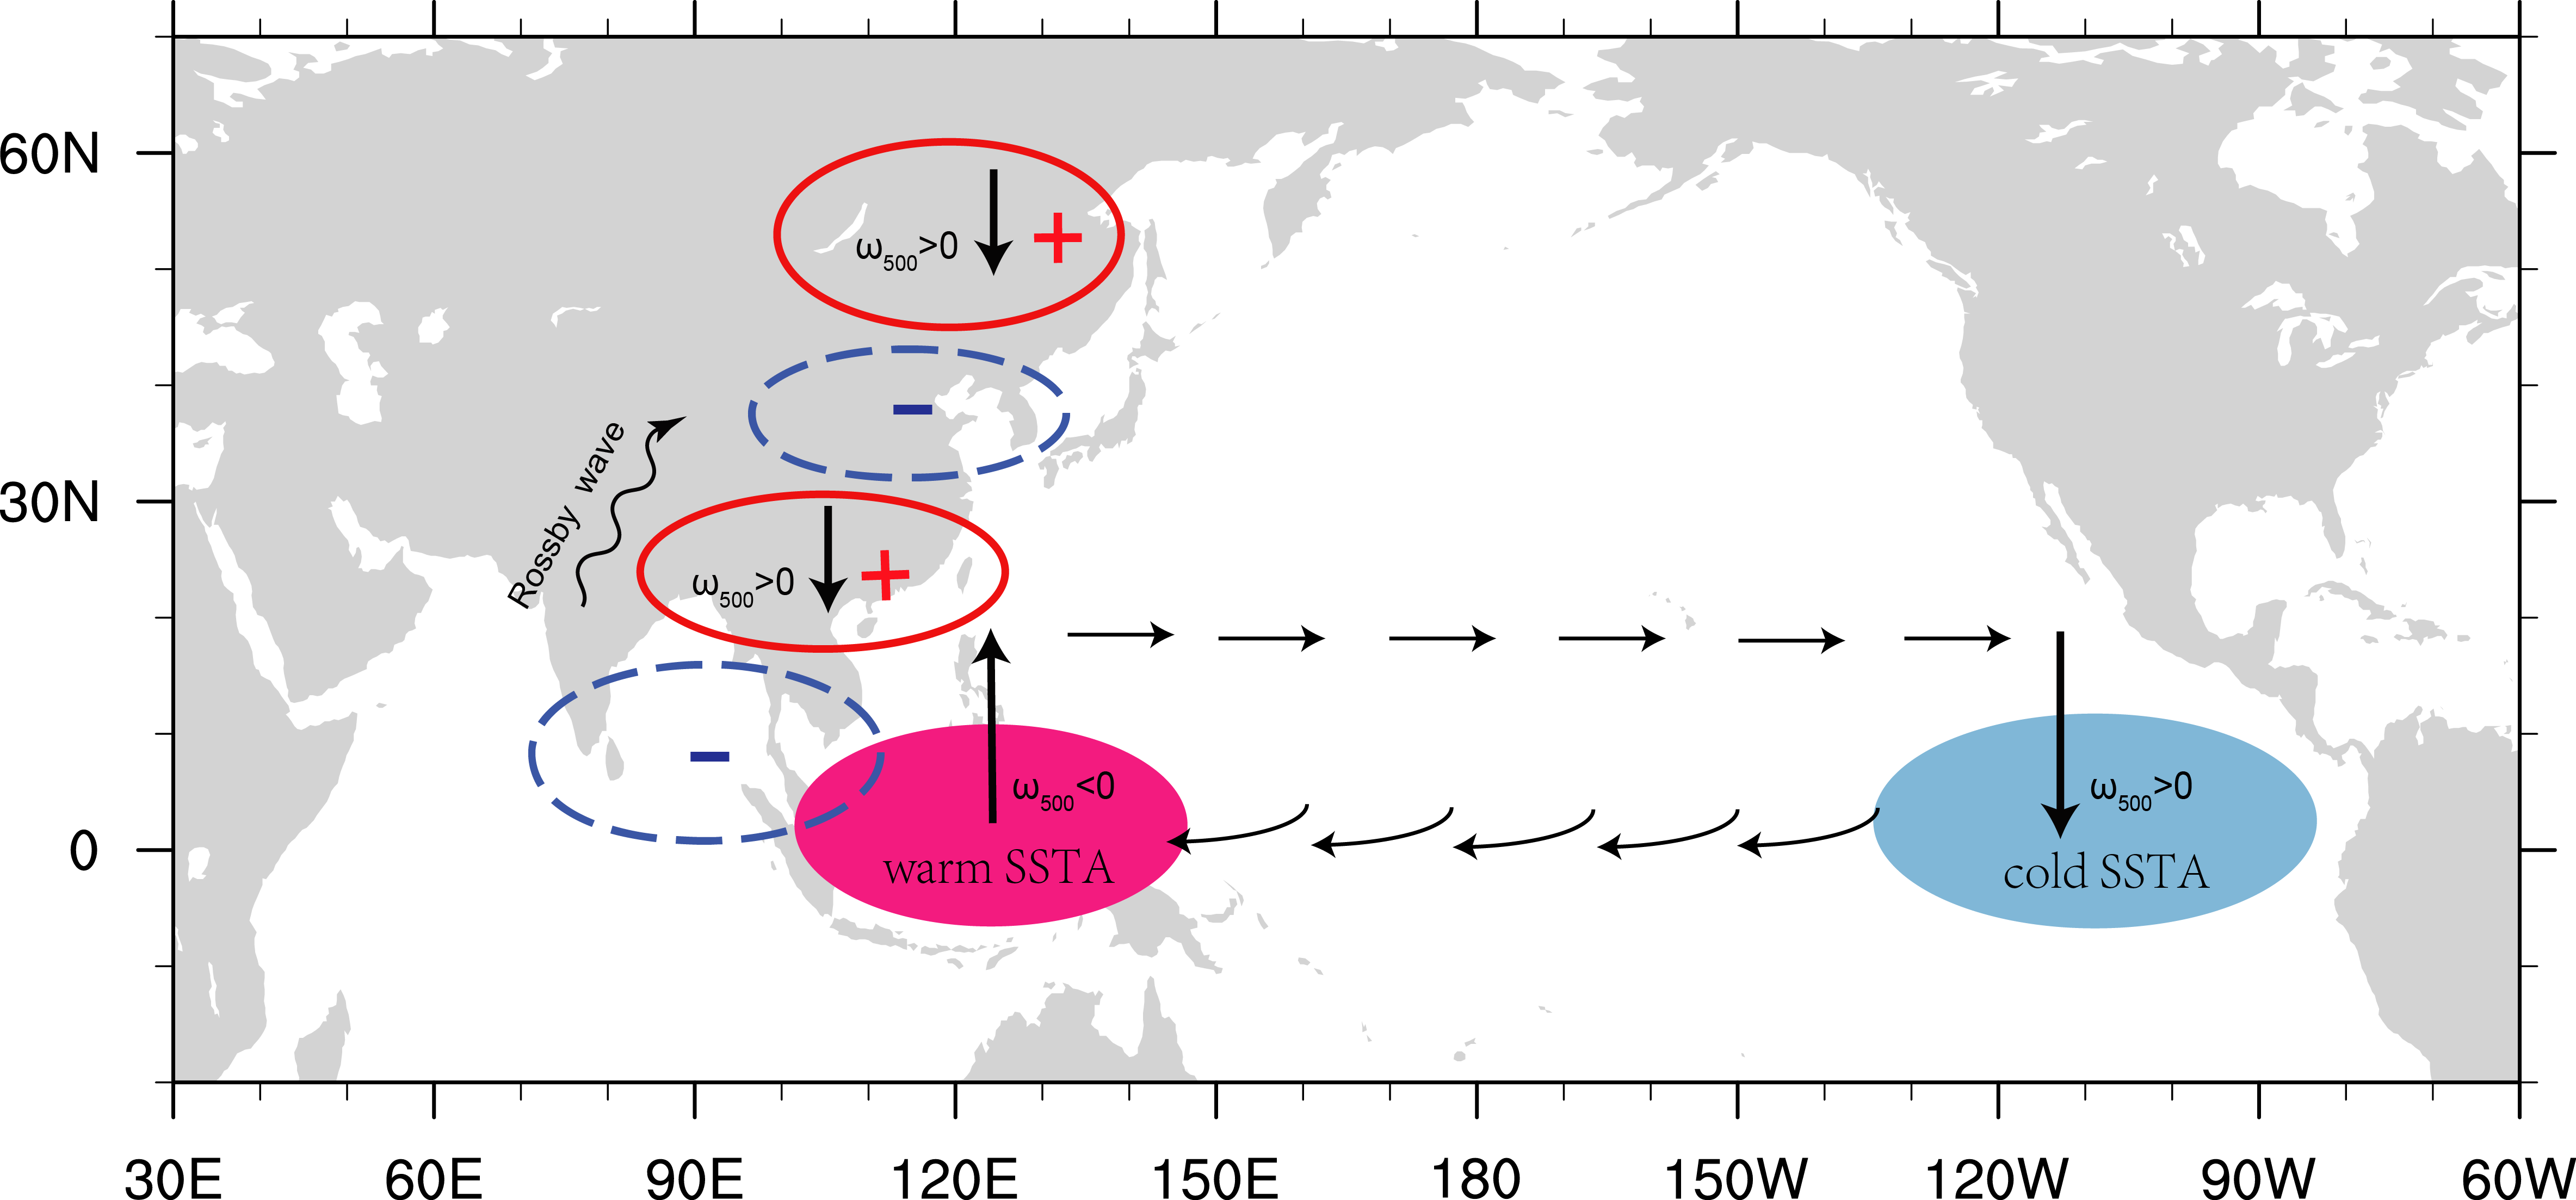 60N
30N
0
ω500>0
+
-
Rossby wave
ω500>0
+
-
ω500<0
warm SSTA
ω500>0
cold SSTA
30E 60E 90E 120E 150E 180 150W 120W 90W 60W